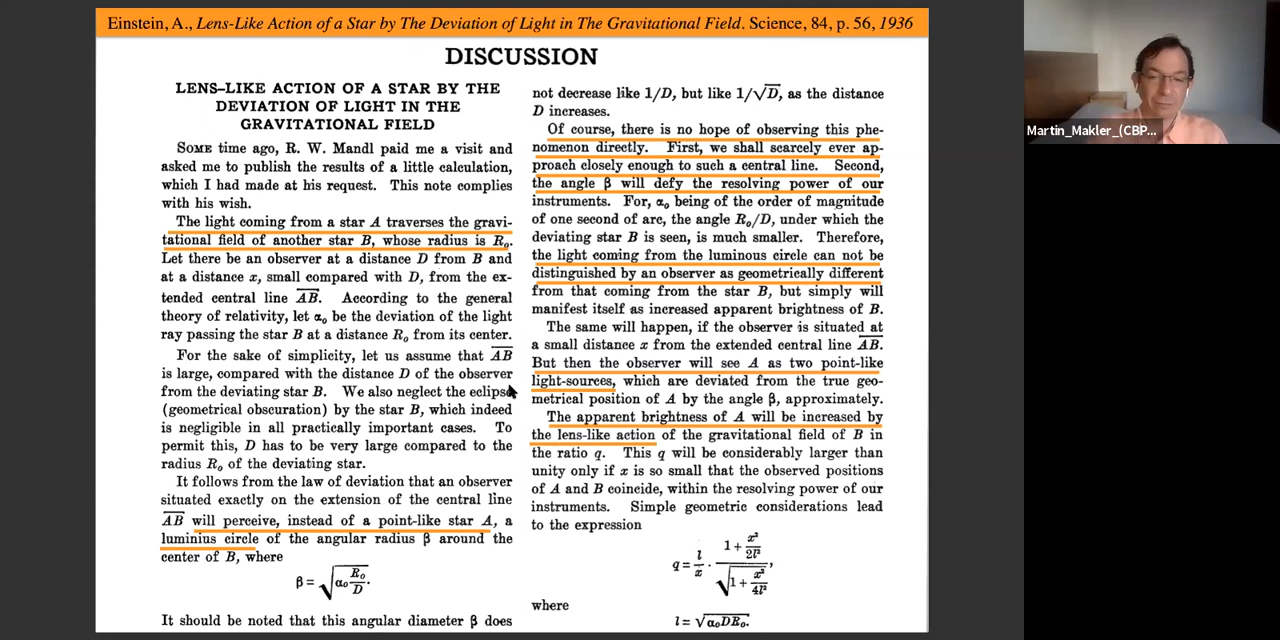 Einstein, A., Lens-Like Action of a Star by The Deviation of Light in The Gravitational Field. Science, 84, p. 56, 1936
DISCUSSION
LENS-LIKE ACTION OF A STAR BY THE
DEVIATION OF LIGHT IN THE
GRAVITATIONAL FIELD
SOME time ago, R. W. Mandl paid me a visit and
asked me to publish the results of a little calculation,
which I had made at his request. This note complies
with his wish.
The light coming from a star A traverses the gravi-
tational field of another star B, whose radius is Rₒ.
Let there be an observer at a distance D from B and
at a distance x, small compared with D, from the ex-
tended central line A̅B̅. According to the general
theory of relativity, let αₒ be the deviation of the light
ray passing the star B at a distance Rₒ from its center.
For the sake of simplicity, let us assume that A̅B̅
is large, compared with the distance D of the observer
from the deviating star B. We also neglect the eclipse
(geometrical obscuration) by the star B, which indeed
is negligible in all practically important cases. To
permit this, D has to be very large compared to the
radius Rₒ of the deviating star.
It follows from the law of deviation that an observer
situated exactly on the extension of the central line
A̅B̅ will perceive, instead of a point-like star A, a
luminius circle of the angular radius β around the
center of B, where
β = √(αₒ Rₒ/D).
It should be noted that this angular diameter β does
not decrease like 1/D, but like 1/√D, as the distance
D increases.
Of course, there is no hope of observing this phe-
nomenon directly. First, we shall scarcely ever ap-
proach closely enough to such a central line. Second,
the angle β will defy the resolving power of our
instruments. For, αₒ being of the order of magnitude
of one second of arc, the angle Rₒ/D, under which the
deviating star B is seen, is much smaller. Therefore,
the light coming from the luminous circle can not be
distinguished by an observer as geometrically different
from that coming from the star B, but simply will
manifest itself as increased apparent brightness of B.
The same will happen, if the observer is situated at
a small distance x from the extended central line A̅B̅.
But then the observer will see A as two point-like
light-sources, which are deviated from the true geo-
metrical position of A by the angle β, approximately.
The apparent brightness of A will be increased by
the lens-like action of the gravitational field of B in
the ratio q. This q will be considerably larger than
unity only if x is so small that the observed positions
of A and B coincide, within the resolving power of our
instruments. Simple geometric considerations lead
to the expression
q = l/x · (1 + x²/2l²)/√(1 + x²/4l²),
where
l = √(αₒDRₒ).
Martin_Makler_(CBP...